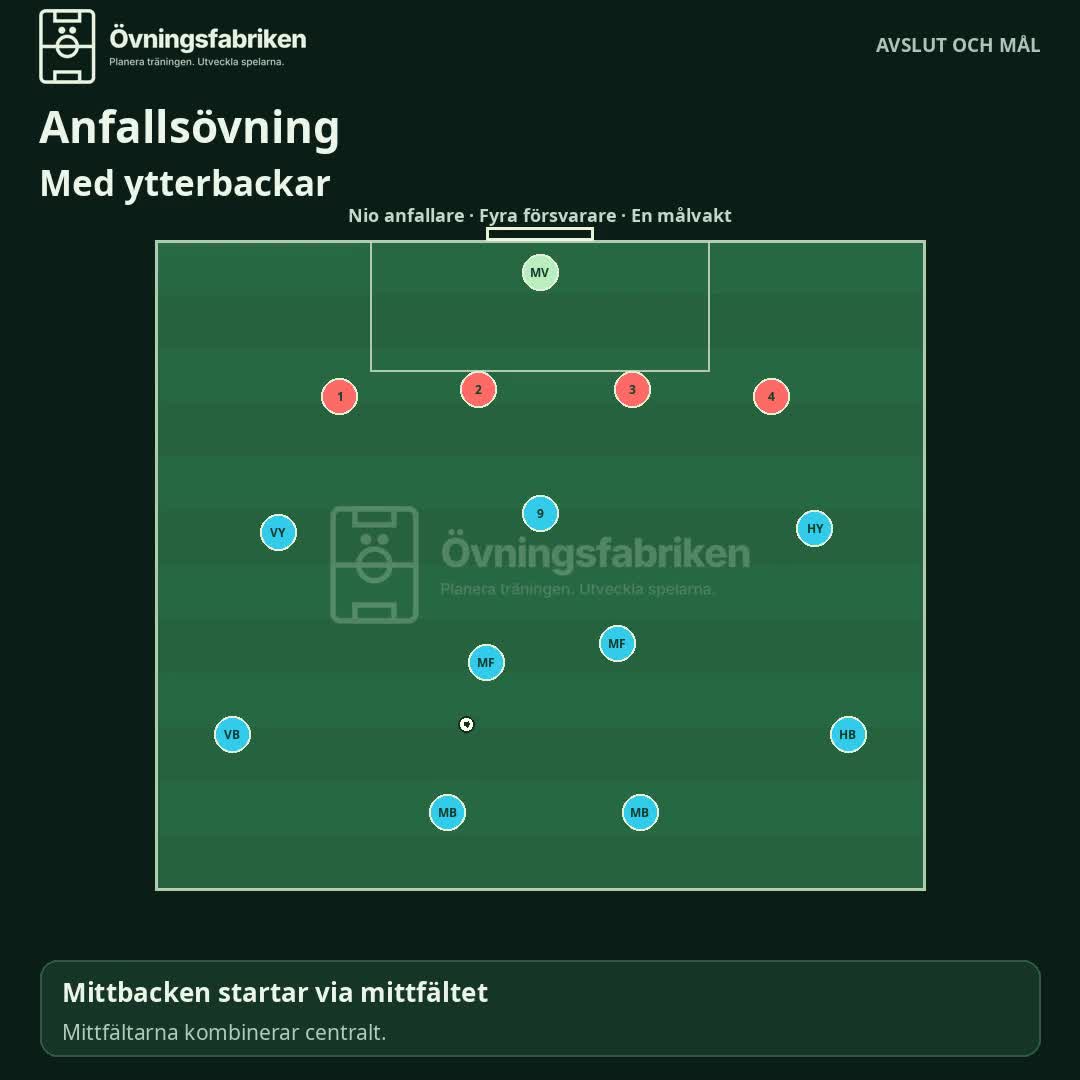 Övningsfabriken
Planera träningen. Utveckla spelarna.
AVSLUT OCH MÅL
Anfallsövning
Med ytterbackar
Nio anfallare · Fyra försvarare · En målvakt
MV
1
2
3
4
9
VY
HY
Övningsfabriken
Planera träningen. Utveckla spelarna.
MF
MF
VB
HB
MB
MB
Mittbacken startar via mittfältet
Mittfältarna kombinerar centralt.